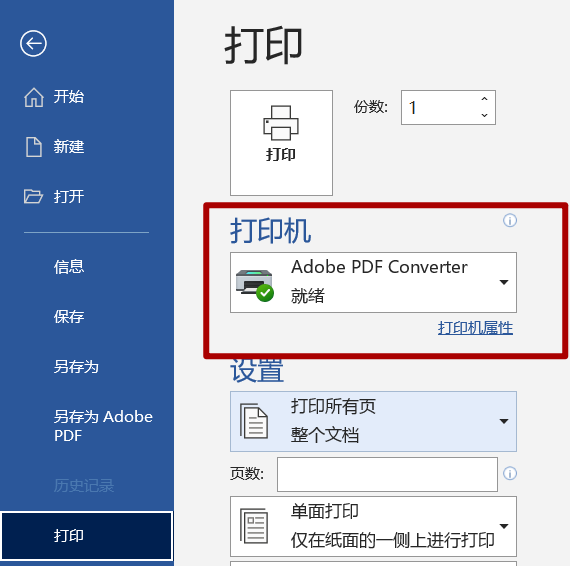 打印
开始
新建
打开
信息
保存
另存为
另存为 Adobe
PDF
历史记录
打印
打印
份数:
1
打印机
Adobe PDF Converter
就绪
打印机属性
设置
打印所有页
整个文档
页数:
单面打印
仅在纸面的一侧上进行打印